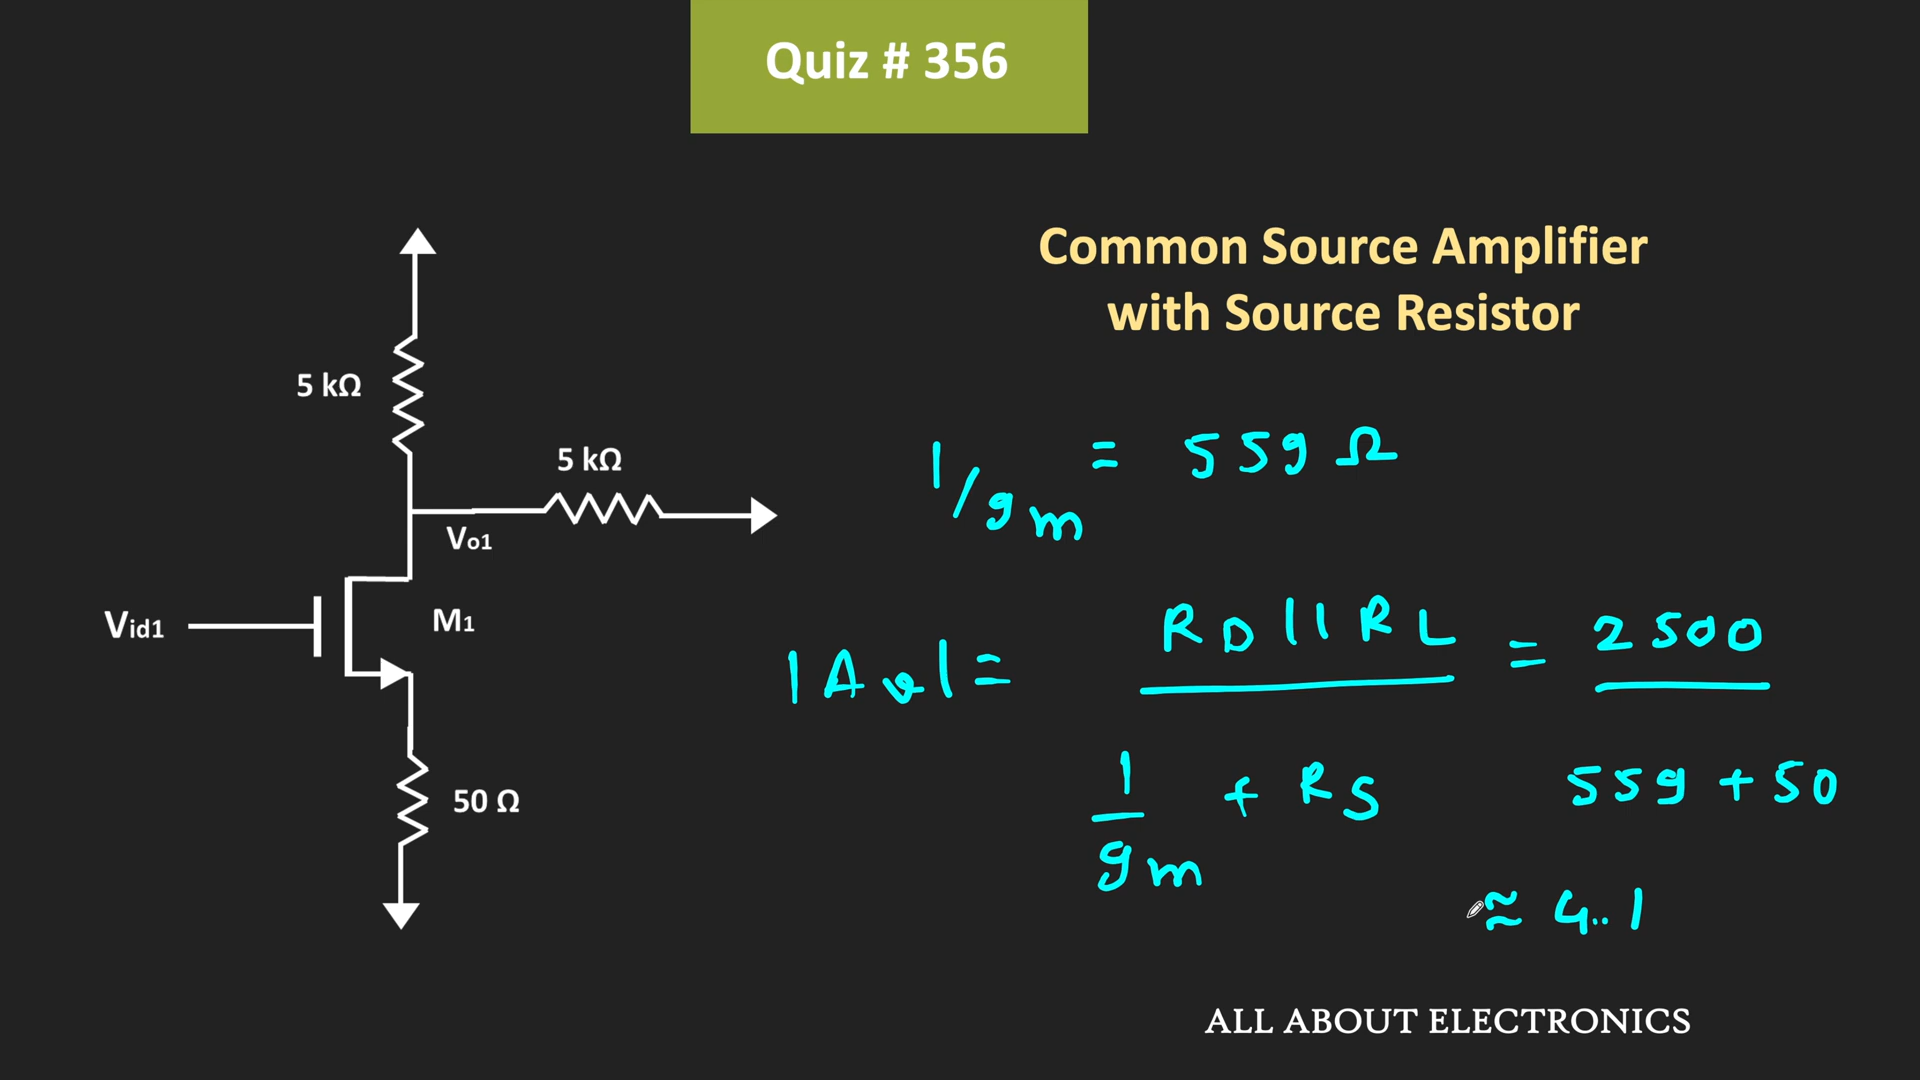 Quiz # 356
Common Source Amplifier
with Source Resistor
5 kΩ
5 kΩ
Vo1
Vid1
M1
50 Ω
1/gm = 559 Ω
|Av| = RD || RL / (1/gm + RS) = 2500 / (559 + 50)
≈ 4.1
ALL ABOUT ELECTRONICS